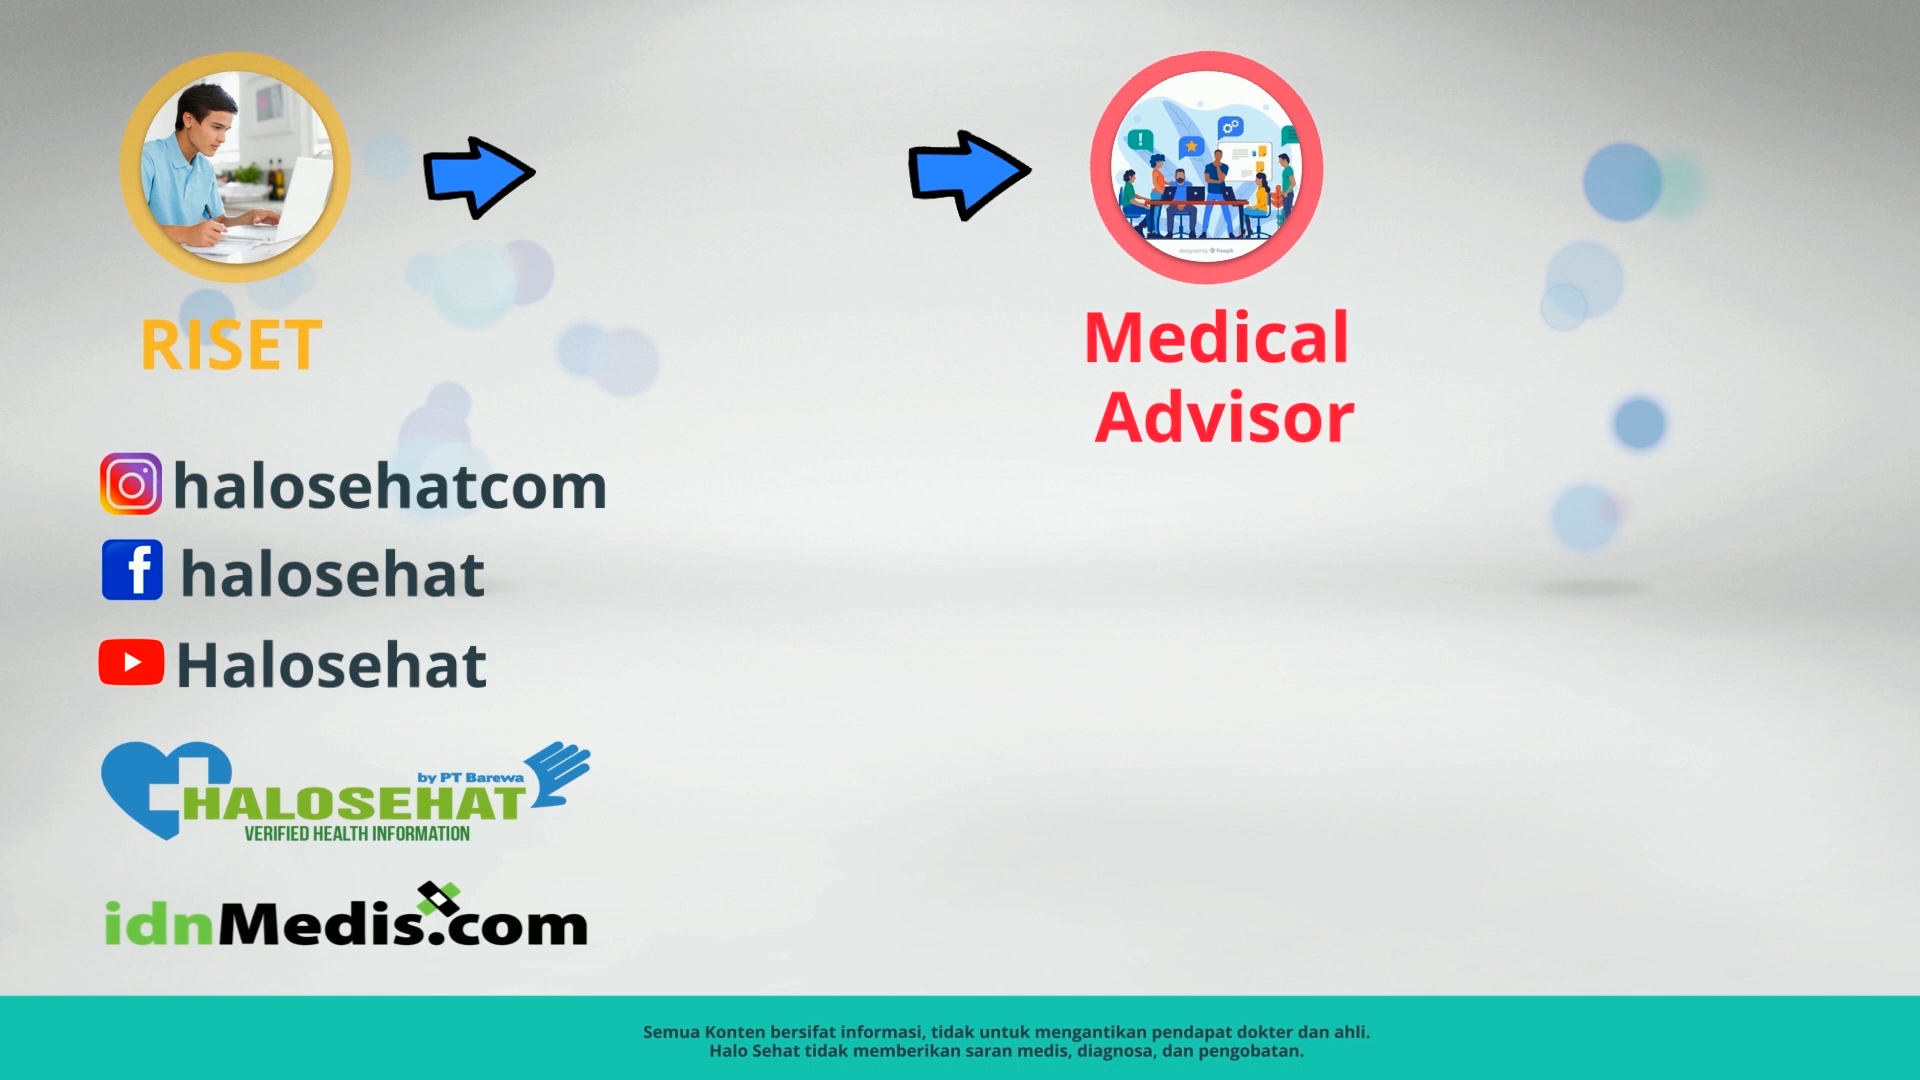 RISET
Medical
Advisor
halosehatcom
halosehat
Halosehat
by PT Barewa
HALOSEHAT
VERIFIED HEALTH INFORMATION
idnMedis.com
Semua Konten bersifat informasi, tidak untuk mengantikan pendapat dokter dan ahli.
Halo Sehat tidak memberikan saran medis, diagnosa, dan pengobatan.